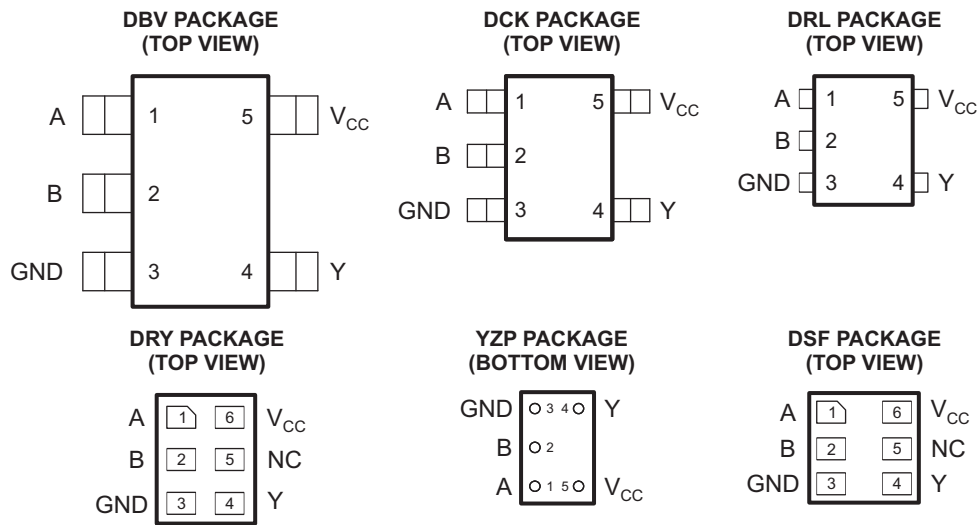 DBV PACKAGE
(TOP VIEW)
A 1 5 VCC
B 2
GND 3 4 Y
DCK PACKAGE
(TOP VIEW)
A 1 5 VCC
B 2
GND 3 4 Y
DRL PACKAGE
(TOP VIEW)
A 1 5 VCC
B 2
GND 3 4 Y
DRY PACKAGE
(TOP VIEW)
A 1 6 VCC
B 2 5 NC
GND 3 4 Y
YZP PACKAGE
(BOTTOM VIEW)
GND 3 4 Y
B 2
A 1 5 VCC
DSF PACKAGE
(TOP VIEW)
A 1 6 VCC
B 2 5 NC
GND 3 4 Y